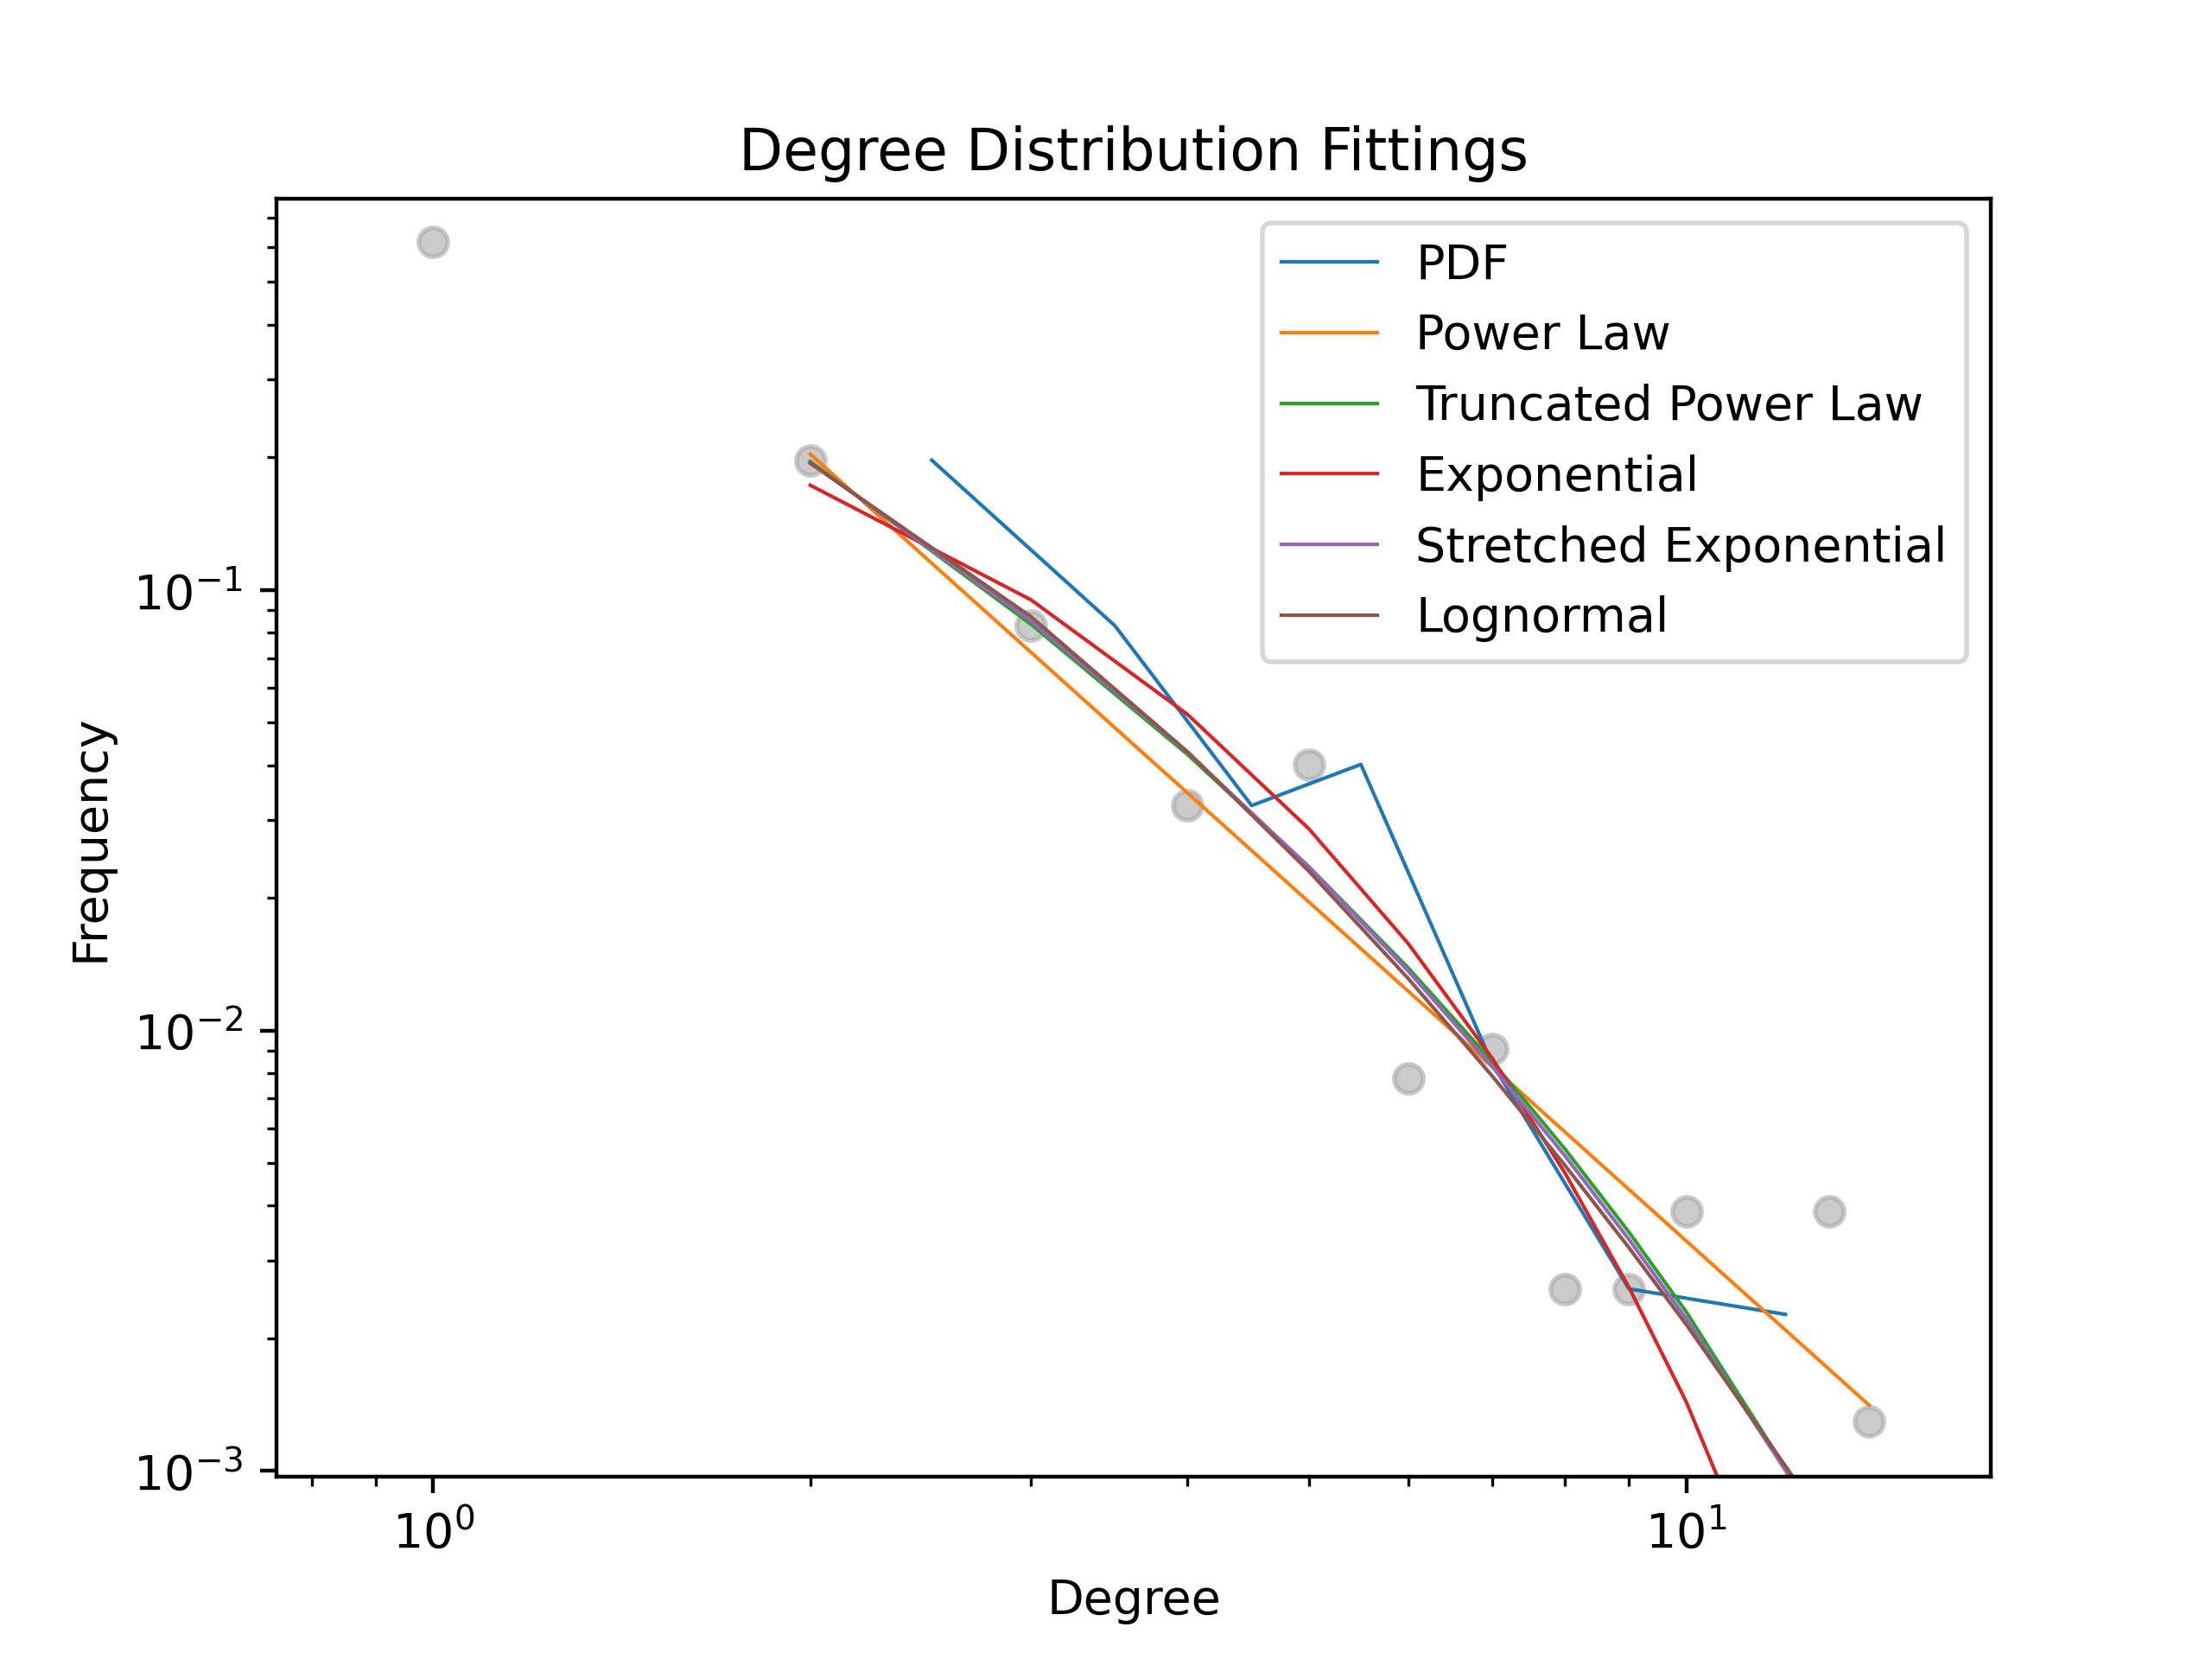 Degree Distribution Fittings
PDF
Power Law
Truncated Power Law
Exponential
Stretched Exponential
Lognormal
Frequency
10⁻¹
10⁻²
10⁻³
10⁰
10¹
Degree